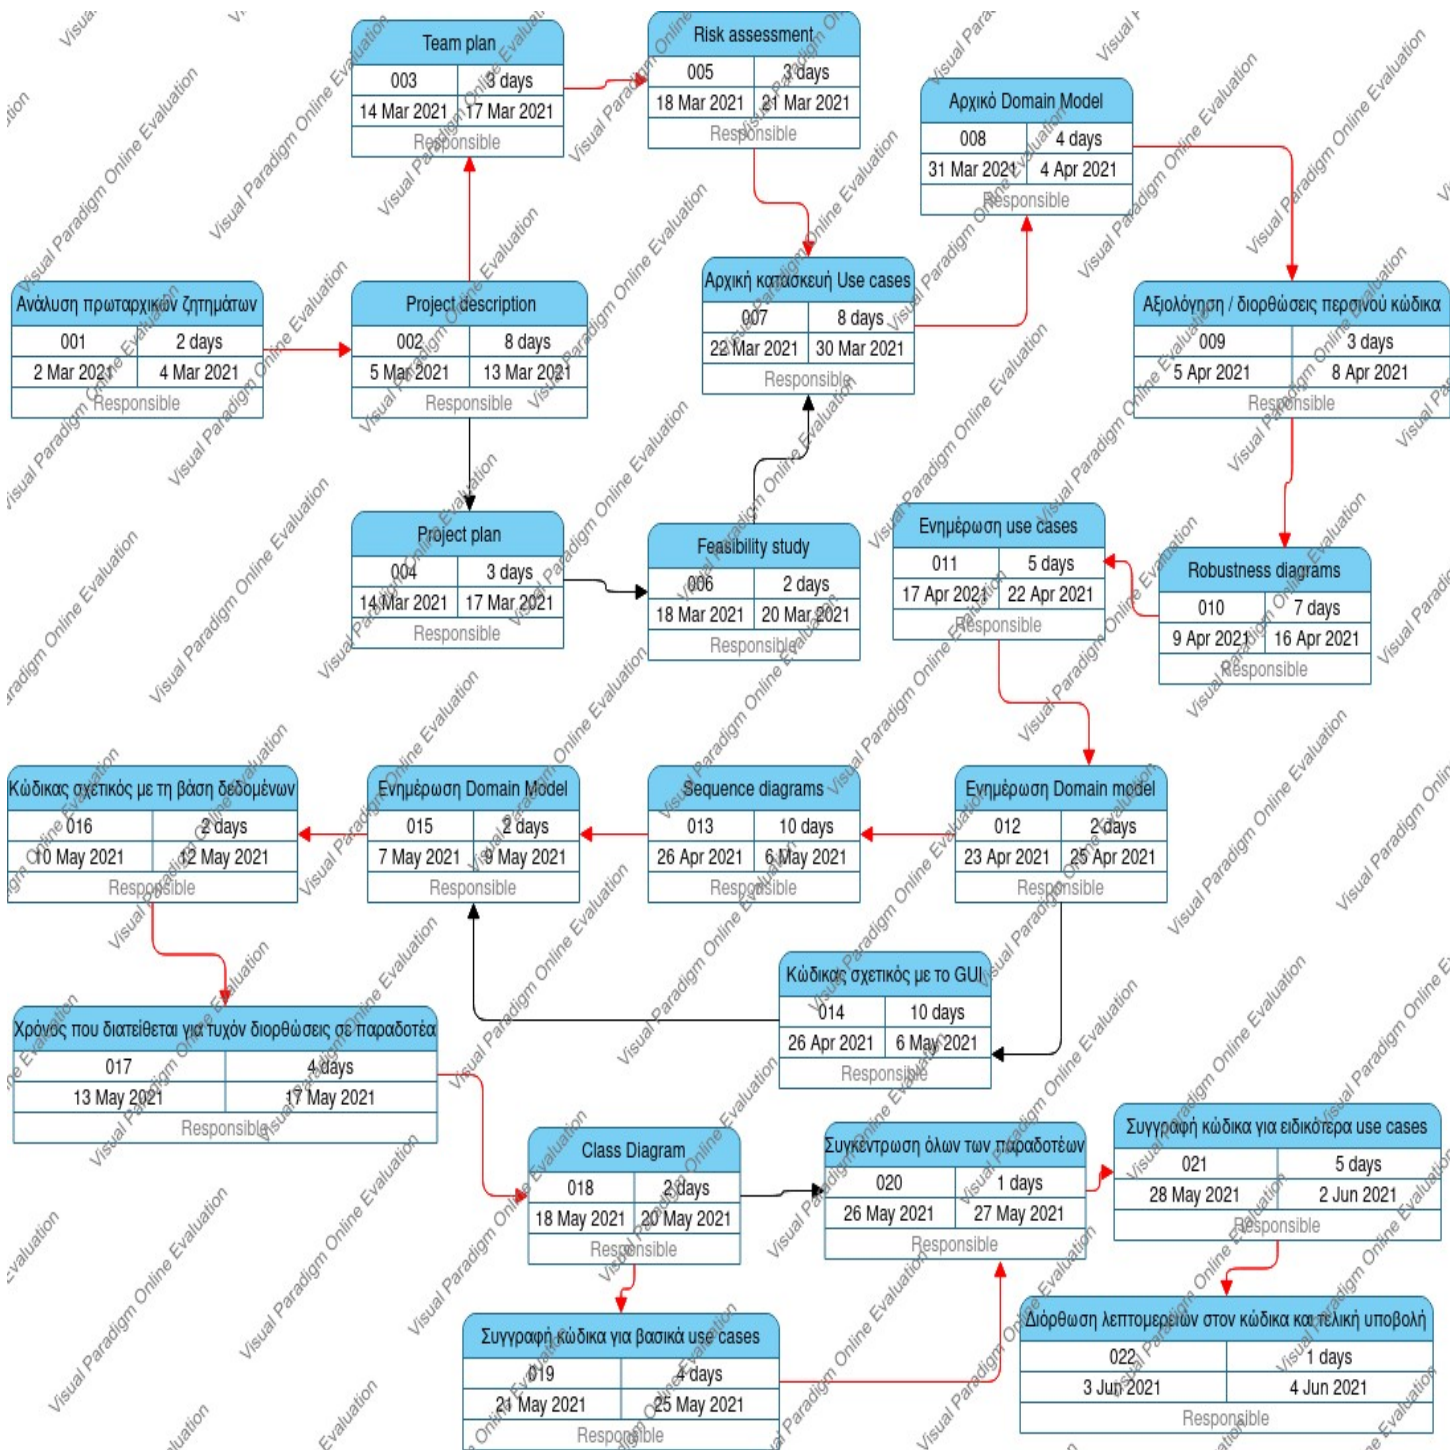 Team plan
003 3 days
14 Mar 2021 17 Mar 2021
Responsible
Risk assessment
005 3 days
18 Mar 2021 21 Mar 2021
Responsible
Αρχικό Domain Model
008 4 days
31 Mar 2021 4 Apr 2021
Responsible
Ανάλυση πρωταρχικών ζητημάτων
001 2 days
2 Mar 2021 4 Mar 2021
Responsible
Project description
002 8 days
5 Mar 2021 13 Mar 2021
Responsible
Αρχική κατασκευή Use cases
007 8 days
22 Mar 2021 30 Mar 2021
Responsible
Αξιολόγηση / διορθώσεις περσινού κώδικα
009 3 days
5 Apr 2021 8 Apr 2021
Responsible
Project plan
004 3 days
14 Mar 2021 17 Mar 2021
Responsible
Feasibility study
006 2 days
18 Mar 2021 20 Mar 2021
Responsible
Ενημέρωση use cases
011 5 days
17 Apr 2021 22 Apr 2021
Responsible
Robustness diagrams
010 7 days
9 Apr 2021 16 Apr 2021
Responsible
Κώδικας σχετικός με τη βάση δεδομένων
016 2 days
10 May 2021 12 May 2021
Responsible
Ενημέρωση Domain Model
015 2 days
7 May 2021 9 May 2021
Responsible
Sequence diagrams
013 10 days
26 Apr 2021 6 May 2021
Responsible
Ενημέρωση Domain model
012 2 days
23 Apr 2021 25 Apr 2021
Responsible
Κώδικας σχετικός με το GUI
014 10 days
26 Apr 2021 6 May 2021
Responsible
Χρόνος που διατείθεται για τυχόν διορθώσεις σε παραδοτέα
017 4 days
13 May 2021 17 May 2021
Responsible
Class Diagram
018 2 days
18 May 2021 20 May 2021
Responsible
Συγκέντρωση όλων των παραδοτέων
020 1 days
26 May 2021 27 May 2021
Responsible
Συγγραφή κώδικα για ειδικότερα use cases
021 5 days
28 May 2021 2 Jun 2021
Responsible
Συγγραφή κώδικα για βασικά use cases
019 4 days
21 May 2021 25 May 2021
Responsible
Διόρθωση λεπτομερειών στον κώδικα και τελική υποβολή
022 1 days
3 Jun 2021 4 Jun 2021
Responsible
Visual Paradigm Online Evaluation